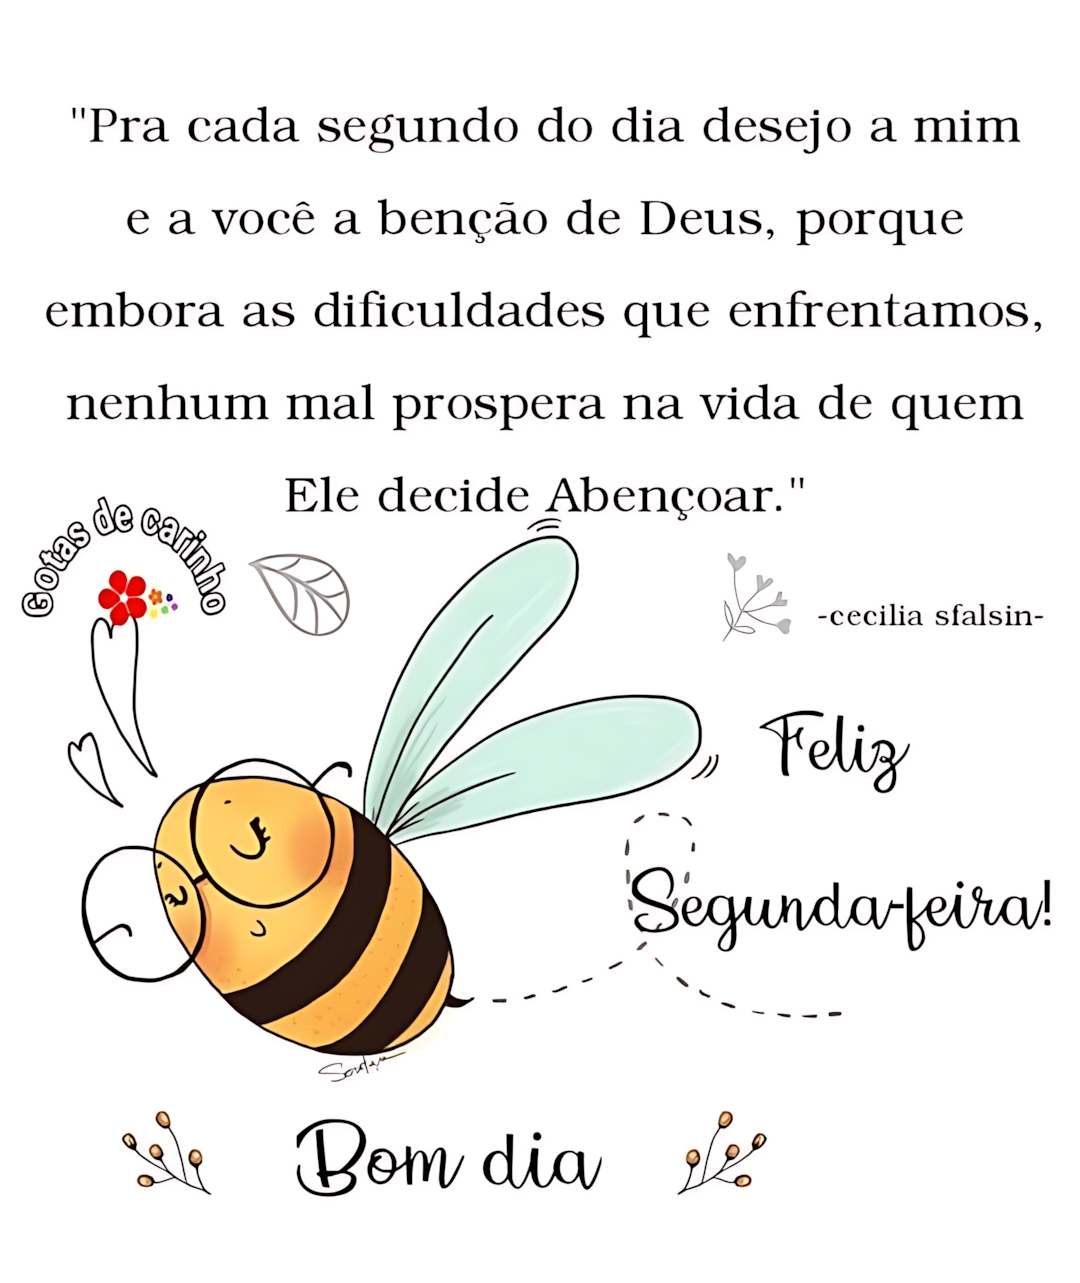 "Pra cada segundo do dia desejo a mim
e a você a benção de Deus, porque
embora as dificuldades que enfrentamos,
nenhum mal prospera na vida de quem
Ele decide Abençoar."
Gotas de carinho
-cecilia sfalsin-
Feliz
Segunda-feira!
Bom dia